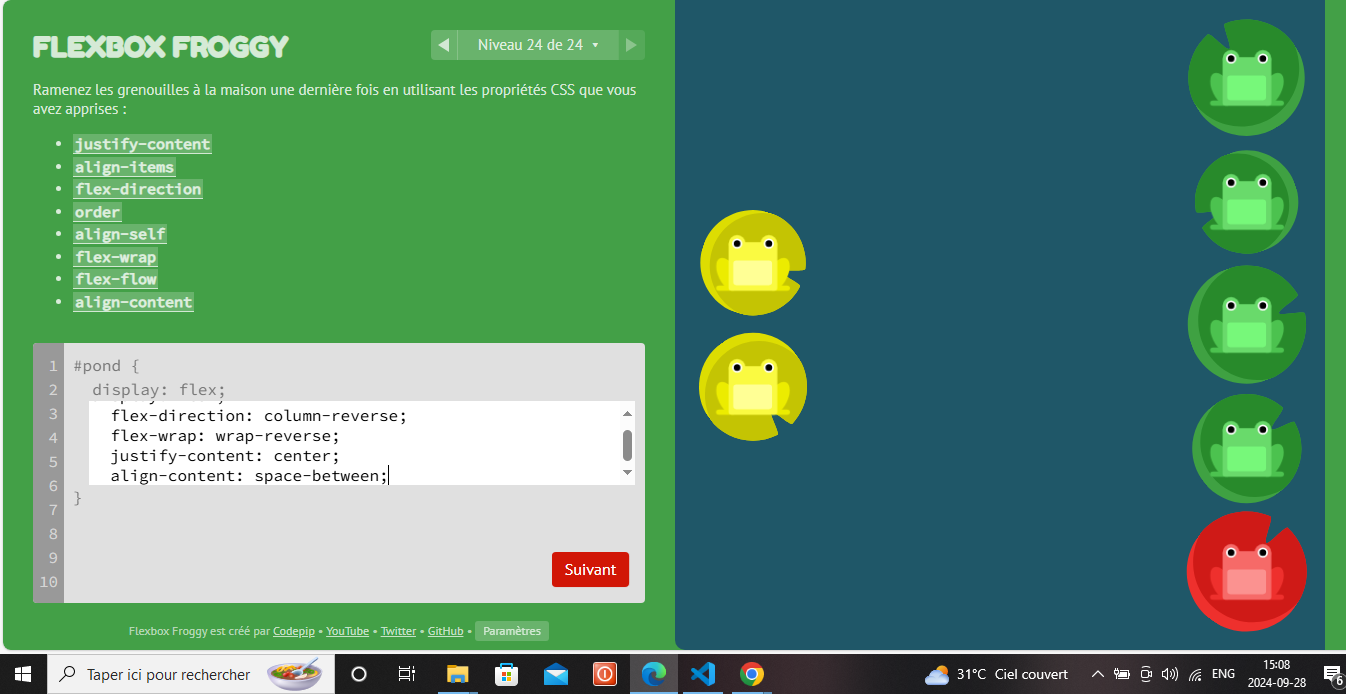 FLEXBOX FROGGY
Niveau 24 de 24
Ramenez les grenouilles à la maison une dernière fois en utilisant les propriétés CSS que vous
avez apprises :
• justify-content
• align-items
• flex-direction
• order
• align-self
• flex-wrap
• flex-flow
• align-content
1 #pond {
2 display: flex;
3 flex-direction: column-reverse;
4 flex-wrap: wrap-reverse;
5 justify-content: center;
6 align-content: space-between;
7 }
8
9
10
Suivant
Flexbox Froggy est créé par Codepip • YouTube • Twitter • GitHub • Paramètres
Taper ici pour rechercher
31°C Ciel couvert
ENG
15:08
2024-09-28
6